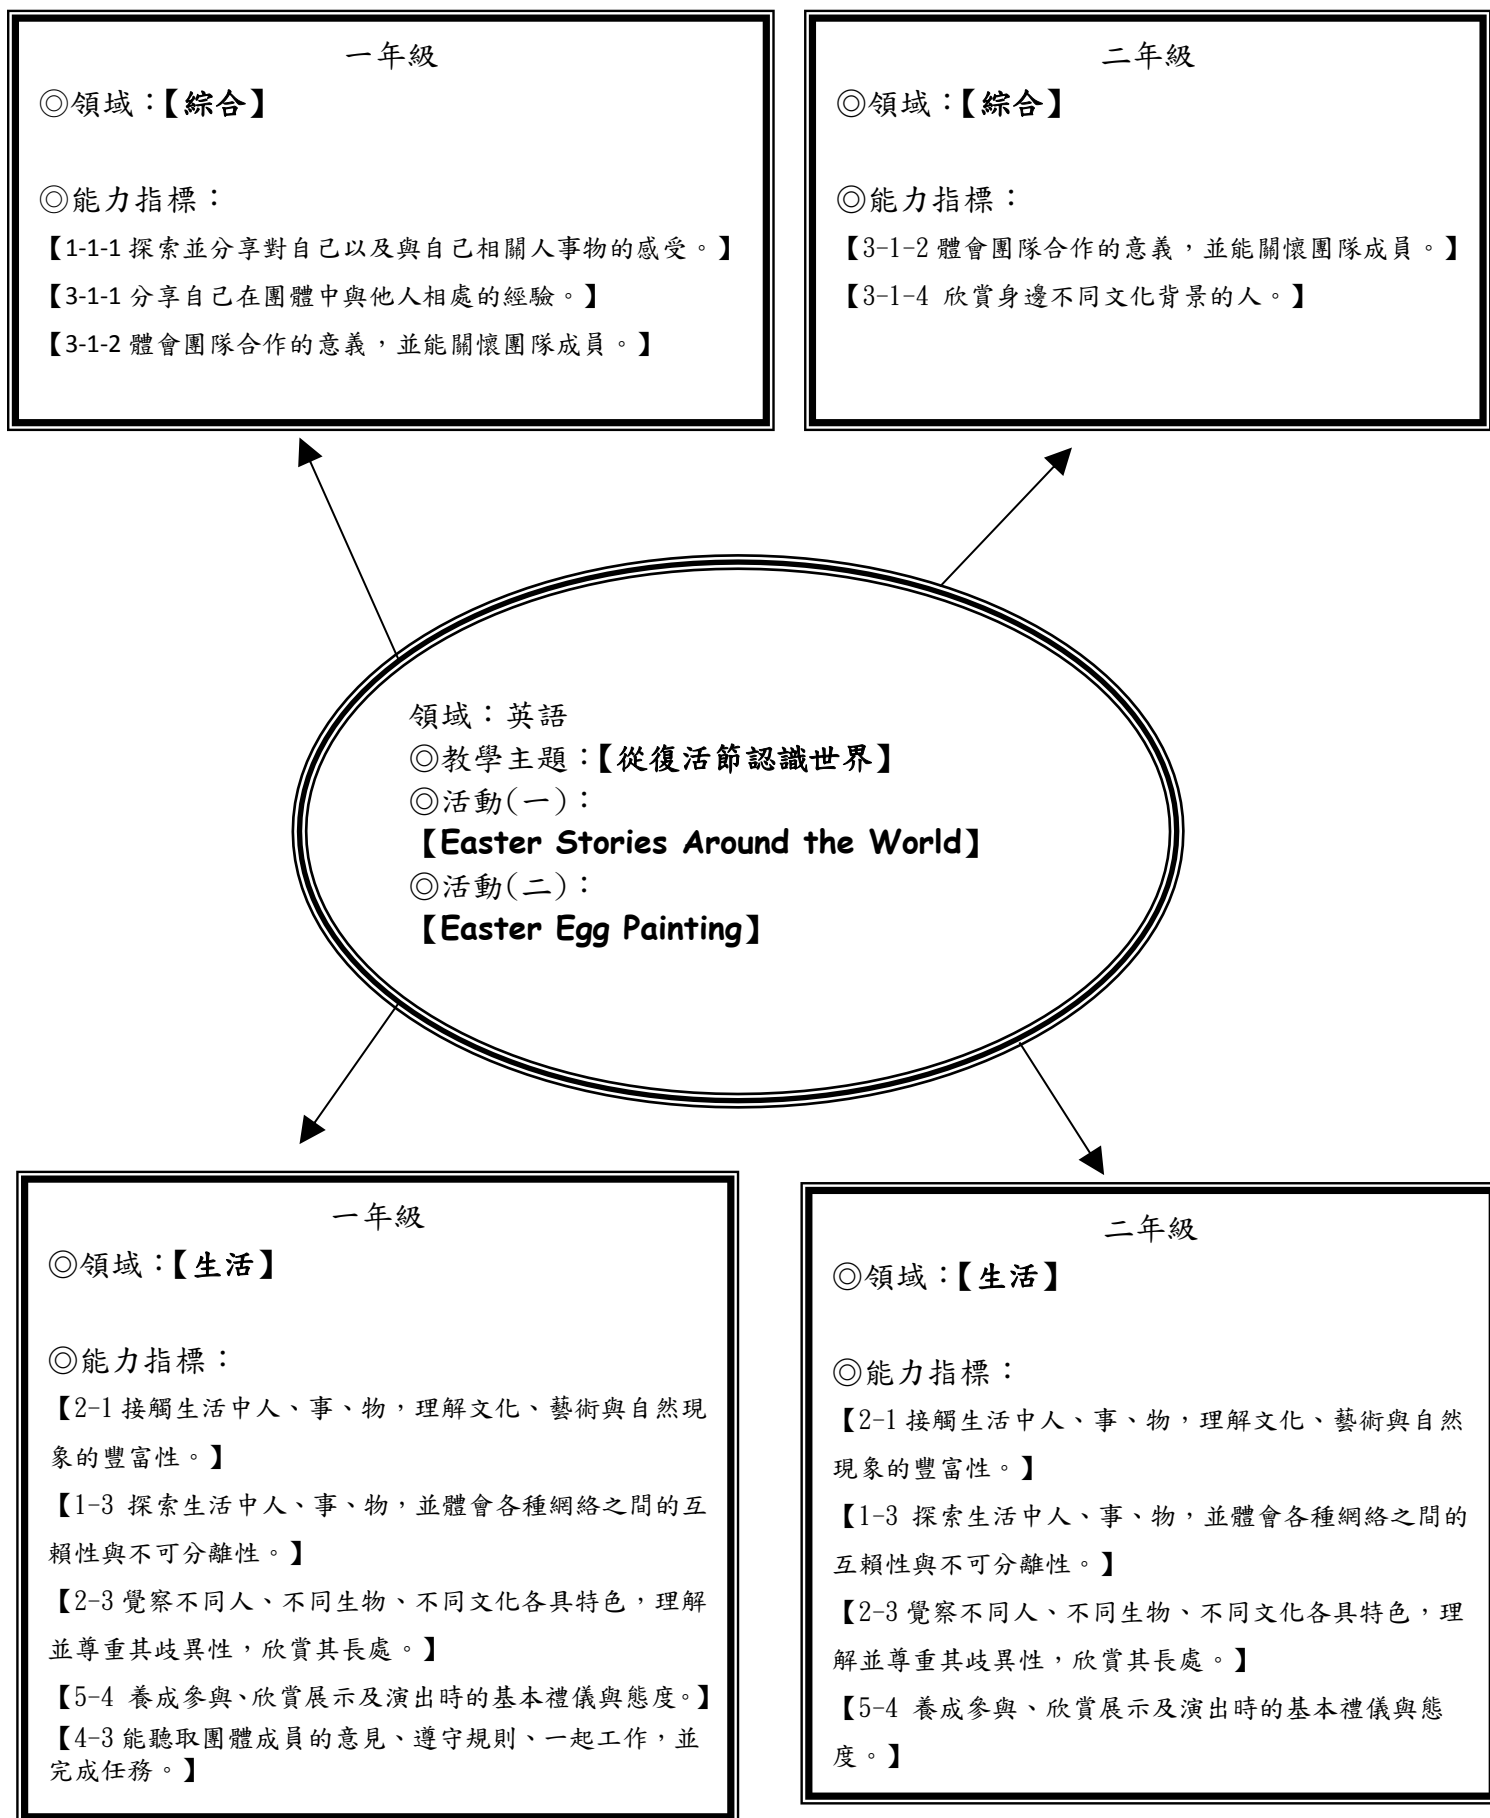 一年級
◎領域：【綜合】
◎能力指標：
【1-1-1 探索並分享對自己以及與自己相關人事物的感受。】
【3-1-1 分享自己在團體中與他人相處的經驗。】
【3-1-2 體會團隊合作的意義，並能關懷團隊成員。】
二年級
◎領域：【綜合】
◎能力指標：
【3-1-2 體會團隊合作的意義，並能關懷團隊成員。】
【3-1-4 欣賞身邊不同文化背景的人。】
領域：英語
◎教學主題：【從復活節認識世界】
◎活動(一)：
【Easter Stories Around the World】
◎活動(二)：
【Easter Egg Painting】
一年級
◎領域：【生活】
◎能力指標：
【2-1 接觸生活中人、事、物，理解文化、藝術與自然現
象的豐富性。】
【1-3 探索生活中人、事、物，並體會各種網絡之間的互
賴性與不可分離性。】
【2-3 覺察不同人、不同生物、不同文化各具特色，理解
並尊重其歧異性，欣賞其長處。】
【5-4 養成參與、欣賞展示及演出時的基本禮儀與態度。】
【4-3 能聽取團體成員的意見、遵守規則、一起工作，並
完成任務。】
二年級
◎領域：【生活】
◎能力指標：
【2-1 接觸生活中人、事、物，理解文化、藝術與自然
現象的豐富性。】
【1-3 探索生活中人、事、物，並體會各種網絡之間的
互賴性與不可分離性。】
【2-3 覺察不同人、不同生物、不同文化各具特色，理
解並尊重其歧異性，欣賞其長處。】
【5-4 養成參與、欣賞展示及演出時的基本禮儀與態
度。】